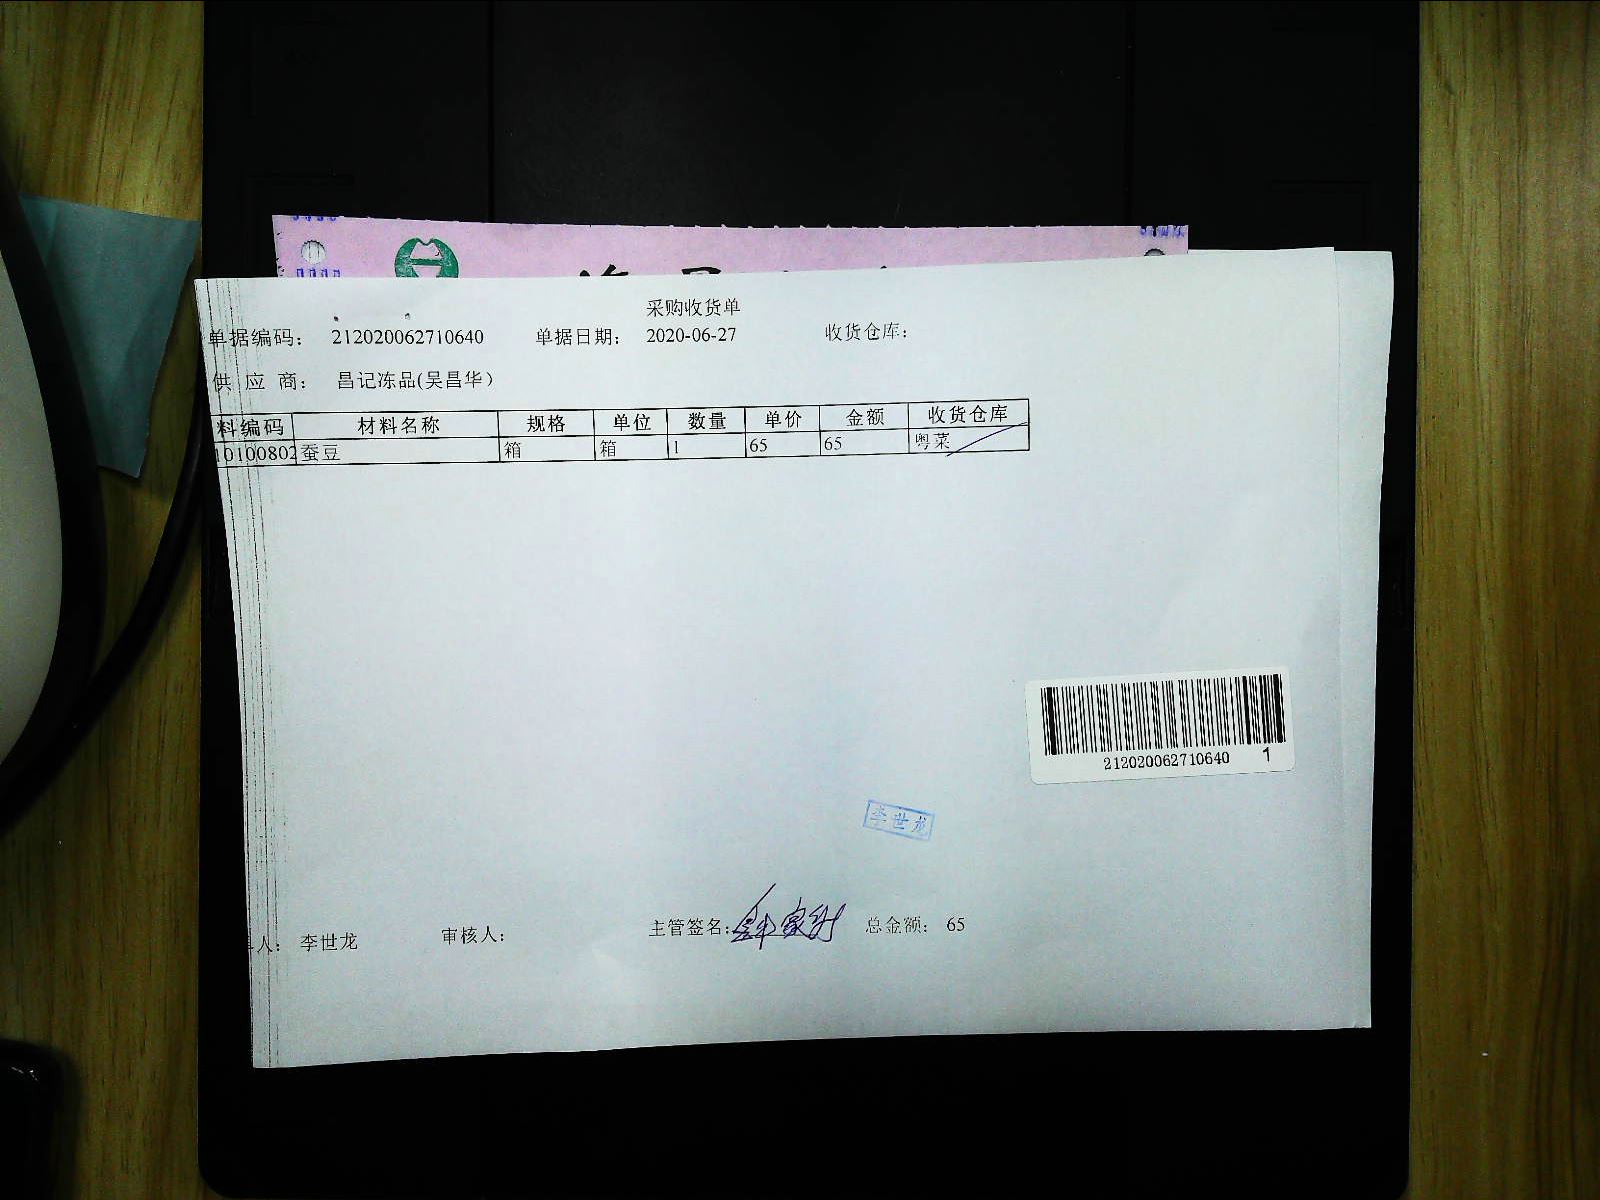 采购收货单
单据编码： 212020062710640 单据日期： 2020-06-27 收货仓库：
供 应 商： 昌记冻品(吴昌华)
料编码 材料名称 规格 单位 数量 单价 金额 收货仓库
10100802 蚕豆 箱 箱 1 65 65 粤菜
212020062710640 1
李世龙
人： 李世龙 审核人： 主管签名: 总金额： 65